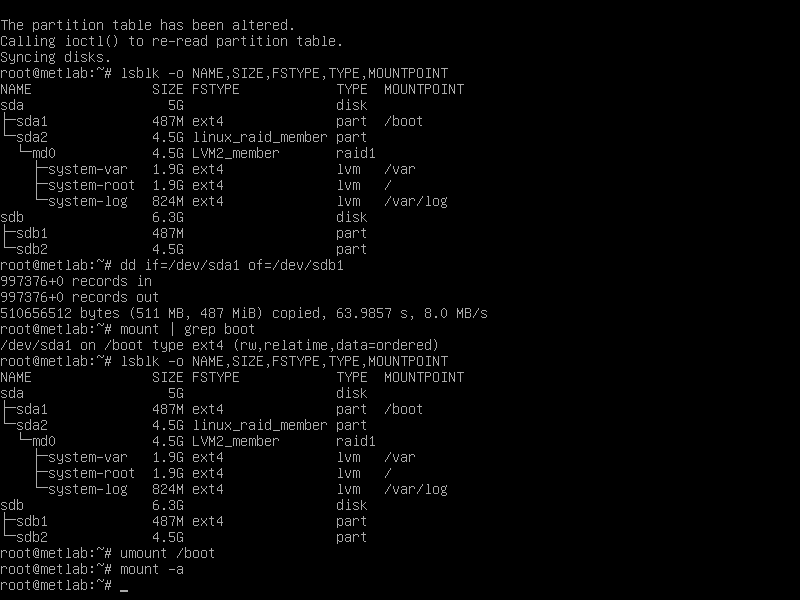 The partition table has been altered.
Calling ioctl() to re-read partition table.
Syncing disks.
root@metlab:~# lsblk -o NAME,SIZE,FSTYPE,TYPE,MOUNTPOINT
NAME               SIZE FSTYPE            TYPE  MOUNTPOINT
sda                  5G                   disk
├─sda1             487M ext4              part  /boot
└─sda2             4.5G linux_raid_member part
  └─md0            4.5G LVM2_member       raid1
    ├─system-var   1.9G ext4              lvm   /var
    ├─system-root  1.9G ext4              lvm   /
    └─system-log   824M ext4              lvm   /var/log
sdb                6.3G                   disk
├─sdb1             487M                   part
└─sdb2             4.5G                   part
root@metlab:~# dd if=/dev/sda1 of=/dev/sdb1
997376+0 records in
997376+0 records out
510656512 bytes (511 MB, 487 MiB) copied, 63.9857 s, 8.0 MB/s
root@metlab:~# mount | grep boot
/dev/sda1 on /boot type ext4 (rw,relatime,data=ordered)
root@metlab:~# lsblk -o NAME,SIZE,FSTYPE,TYPE,MOUNTPOINT
NAME               SIZE FSTYPE            TYPE  MOUNTPOINT
sda                  5G                   disk
├─sda1             487M ext4              part  /boot
└─sda2             4.5G linux_raid_member part
  └─md0            4.5G LVM2_member       raid1
    ├─system-var   1.9G ext4              lvm   /var
    ├─system-root  1.9G ext4              lvm   /
    └─system-log   824M ext4              lvm   /var/log
sdb                6.3G                   disk
├─sdb1             487M ext4              part
└─sdb2             4.5G                   part
root@metlab:~# umount /boot
root@metlab:~# mount -a
root@metlab:~# _